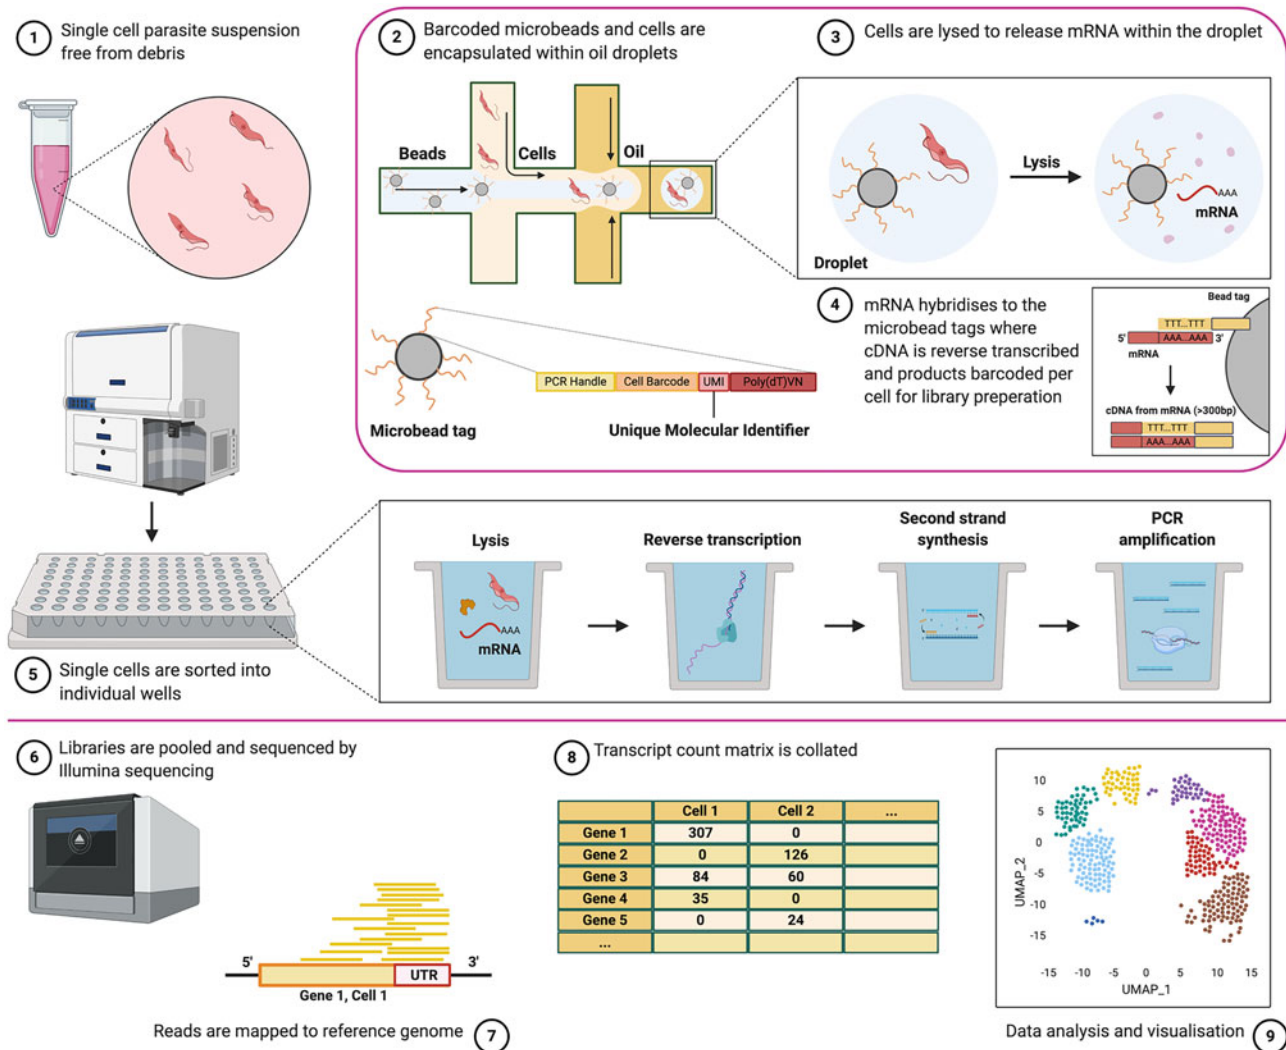 1
Single cell parasite suspension
free from debris
2
Barcoded microbeads and cells are
encapsulated within oil droplets
Beads
Cells
Oil
3
Cells are lysed to release mRNA within the droplet
Lysis
AAA
mRNA
Droplet
PCR Handle
Cell Barcode
UMI
Poly(dT)VN
Microbead tag
Unique Molecular Identifier
4
mRNA hybridises to the
microbead tags where
cDNA is reverse transcribed
and products barcoded per
cell for library preperation
Bead tag
TTT...TTT
5' AAA...AAA 3'
mRNA
cDNA from mRNA (>300bp)
TTT...TTT
AAA...AAA
5
Single cells are sorted into
individual wells
Lysis
AAA
mRNA
Reverse transcription
Second strand
synthesis
PCR
amplification
6
Libraries are pooled and sequenced by
Illumina sequencing
5'
UTR
3'
Gene 1, Cell 1
Reads are mapped to reference genome
7
8
Transcript count matrix is collated
Cell 1 Cell 2 ...
Gene 1 307 0
Gene 2 0 126
Gene 3 84 60
Gene 4 35 0
Gene 5 0 24
...
10
5
0
-5
-10
-15
UMAP_2
-15 -10 -5 0 5 10 15
UMAP_1
Data analysis and visualisation
9